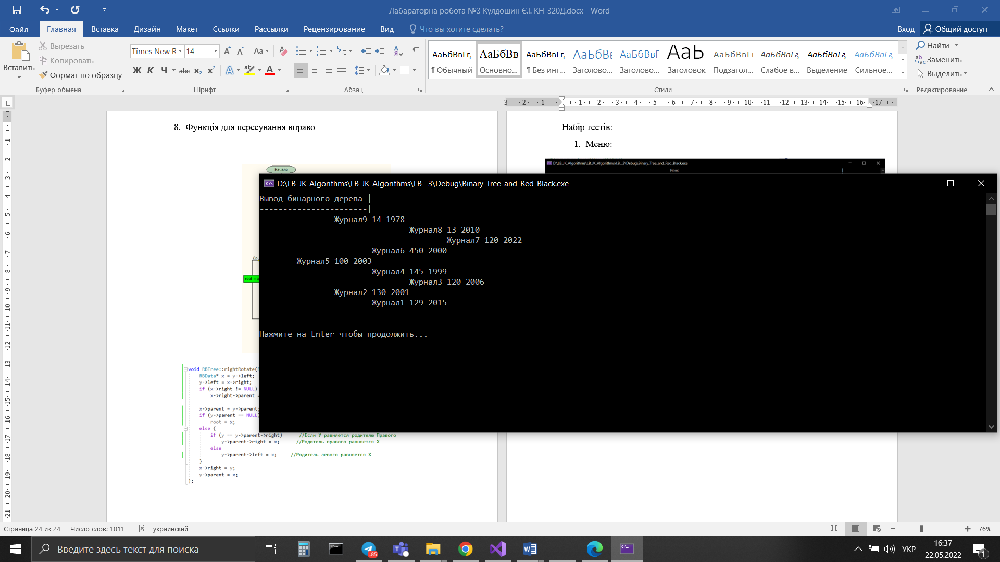 Лабараторна робота №3 Кулдошин Є.І. КН-320Д.docx - Word
Файл Главная Вставка Дизайн Макет Ссылки Рассылки Рецензирование Вид Что вы хотите сделать? Вход Общий доступ
Вставить
Вырезать
Копировать
Формат по образцу
Буфер обмена
Times New R 14
Ж К Ч abc x₂ x²
Шрифт
Абзац
АаБбВвГг, АаБбВв АаБбВвГг, АаБбВ АаБбВвГ АаЬ АаБбВвГ АаБбВвГг, АаБбВвГг, АаБбВвГг,
¶ Обычный Основно... ¶ Без инт... Заголово... Заголово... Заголовок Подзагол... Слабое в... Выделение Сильное...
Стили
Найти
Заменить
Выделить
Редактирование
3 2 1 1 2 3 4 5 6 7 8 9 10 11 12 13 14 15 16 17
8. Функція для пересування вправо
Начало
Да
root = x
void RBTree::rightRotate(
RBData* x = y->left;
y->left = x->right;
if (x->right != NULL)
x->right->parent =
x->parent = y->parent;
if (y->parent == NULL)
root = x;
else {
if (y == y->parent->right) //Если У равняется родителю Правого
y->parent->right = x; //Родитель правого равняется X
else
y->parent->left = x; //Родитель левого равняется X
}
x->right = y;
y->parent = x;
};
Набір тестів:
1. Меню:
D:\LB_JK_Algorithms\LB_JK_Algorithms\LB__3\Debug\Binary_Tree_and_Red_Black.exe
Меню
D:\LB_JK_Algorithms\LB_JK_Algorithms\LB__3\Debug\Binary_Tree_and_Red_Black.exe
Вывод бинарного дерева |
-----------------------|
Журнал9 14 1978
Журнал8 13 2010
Журнал7 120 2022
Журнал6 450 2000
Журнал5 100 2003
Журнал4 145 1999
Журнал3 120 2006
Журнал2 130 2001
Журнал1 129 2015
Нажмите на Enter чтобы продолжить...
Страница 24 из 24 Число слов: 1011 украинский 76%
Введите здесь текст для поиска
..85
УКР
16:37
22.05.2022
1